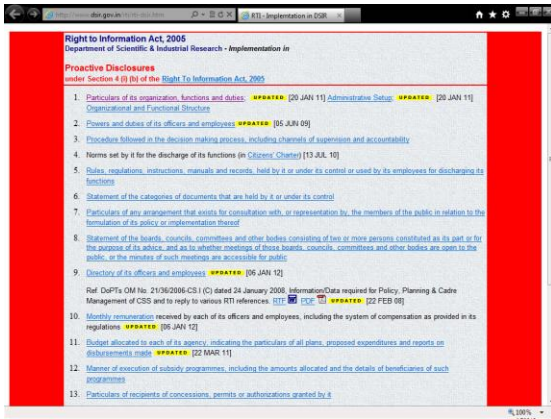 www.dsir.gov.in
RTI - Implemtation in DSIR
Right to Information Act, 2005
Department of Scientific & Industrial Research - Implementation in
Proactive Disclosures
under Section 4 (i) (b) of the Right To Information Act, 2005
1. Particulars of its organization, functions and duties; UPDATED [20 JAN 11] Administrative Setup; UPDATED [20 JAN 11]
Organizational and Functional Structure
2. Powers and duties of its officers and employees UPDATED [05 JUN 09]
3. Procedure followed in the decision making process, including channels of supervision and accountability
4. Norms set by it for the discharge of its functions (in Citizens' Charter) [13 JUL 10]
5. Rules, regulations, instructions, manuals and records, held by it or under its control or used by its employees for discharging its
functions
6. Statement of the categories of documents that are held by it or under its control
7. Particulars of any arrangement that exists for consultation with, or representation by, the members of the public in relation to the
formulation of its policy or implementation thereof
8. Statement of the boards, councils, committees and other bodies consisting of two or more persons constituted as its part or for
the purpose of its advice, and as to whether meetings of those boards, councils, committees and other bodies are open to the
public, or the minutes of such meetings are accessible for public
9. Directory of its officers and employees UPDATED [06 JAN 12]
Ref. DoPTs OM No. 21/36/2006-CS.I (C) dated 24 January 2008, Information/Data required for Policy, Planning & Cadre
Management of CSS and to reply to various RTI references. RTF PDF UPDATED [22 FEB 08]
10. Monthly remuneration received by each of its officers and employees, including the system of compensation as provided in its
regulations UPDATED [06 JAN 12]
11. Budget allocated to each of its agency, indicating the particulars of all plans, proposed expenditures and reports on
disbursements made UPDATED [22 MAR 11]
12. Manner of execution of subsidy programmes, including the amounts allocated and the details of beneficiaries of such
programmes
13. Particulars of recipients of concessions, permits or authorizations granted by it
100%